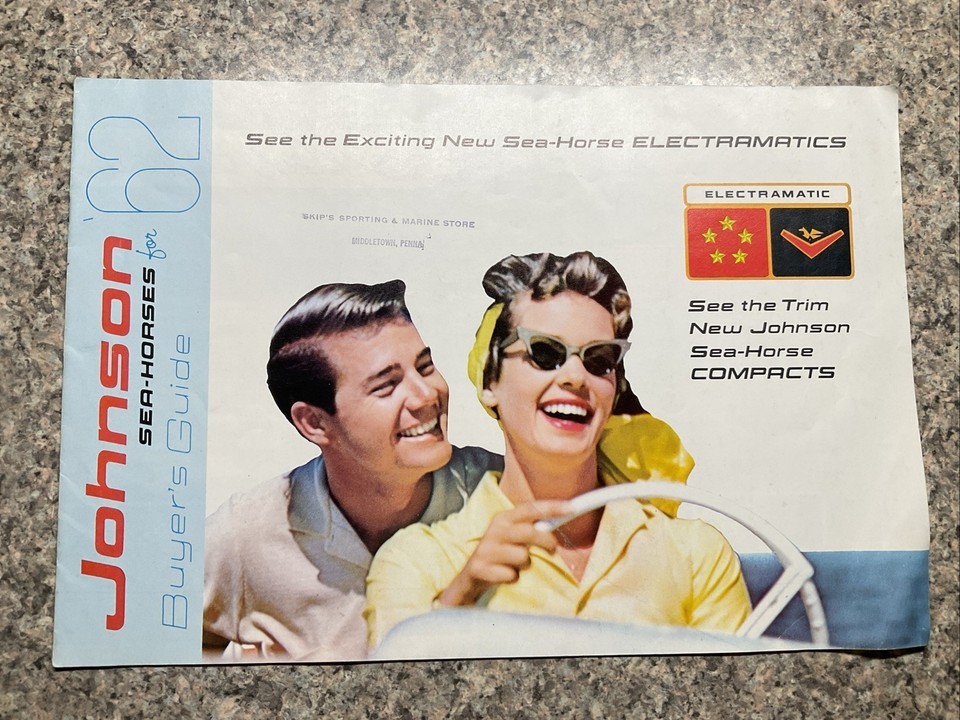 Johnson
SEA-HORSES for '62
Buyer's Guide
See the Exciting New Sea-Horse ELECTRAMATICS
SKIP'S SPORTING & MARINE STORE
MIDDLETOWN, PENNA.
ELECTRAMATIC
See the Trim
New Johnson
Sea-Horse
COMPACTS